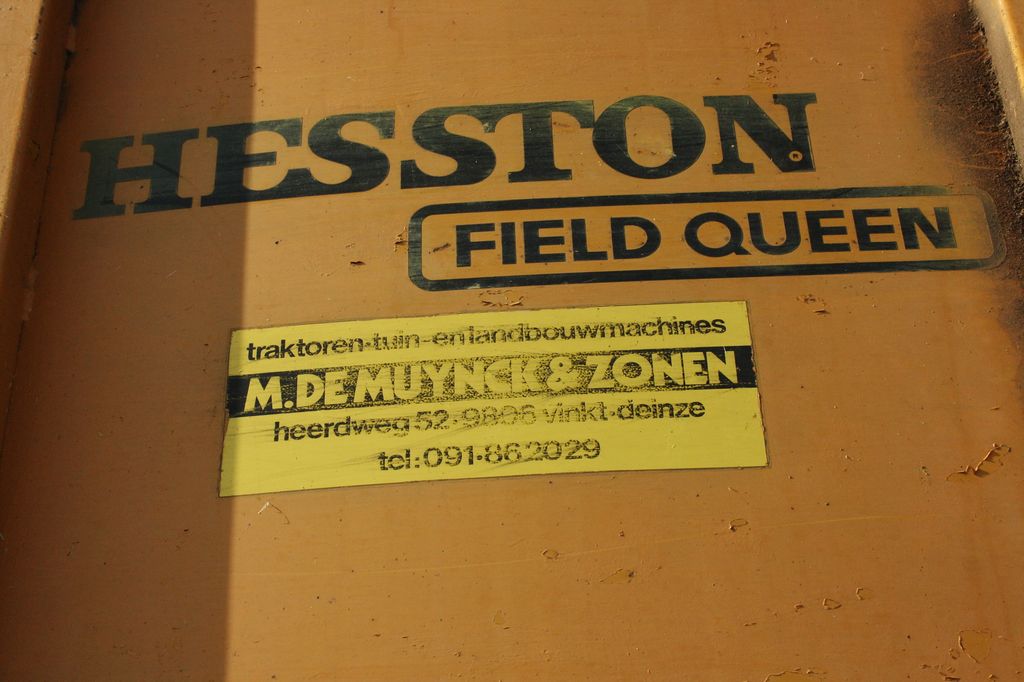 HESSTON
FIELD QUEEN
traktoren-tuin-en landbouwmachines
M. DE MUYNCK & ZONEN
heerdweg 52·9806 vinkt-deinze
tel:091·86 20 29